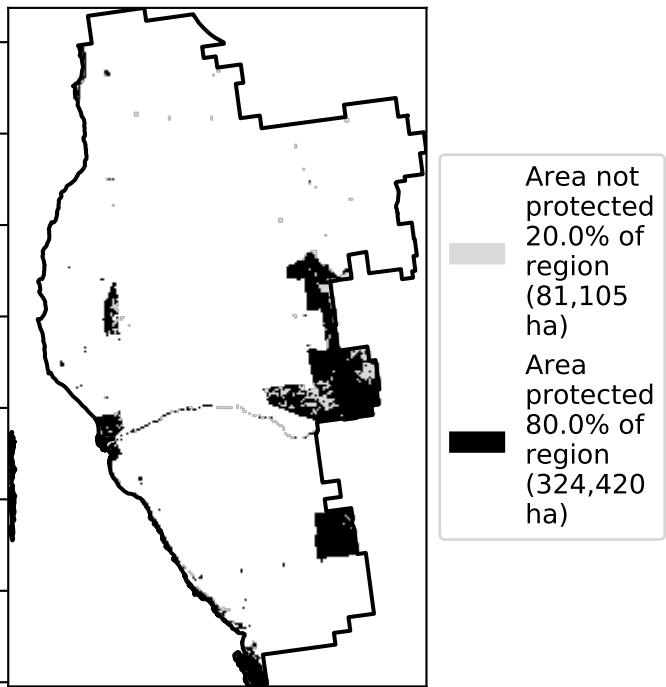 Area not
protected
20.0% of
region
(81,105
ha)
Area
protected
80.0% of
region
(324,420
ha)